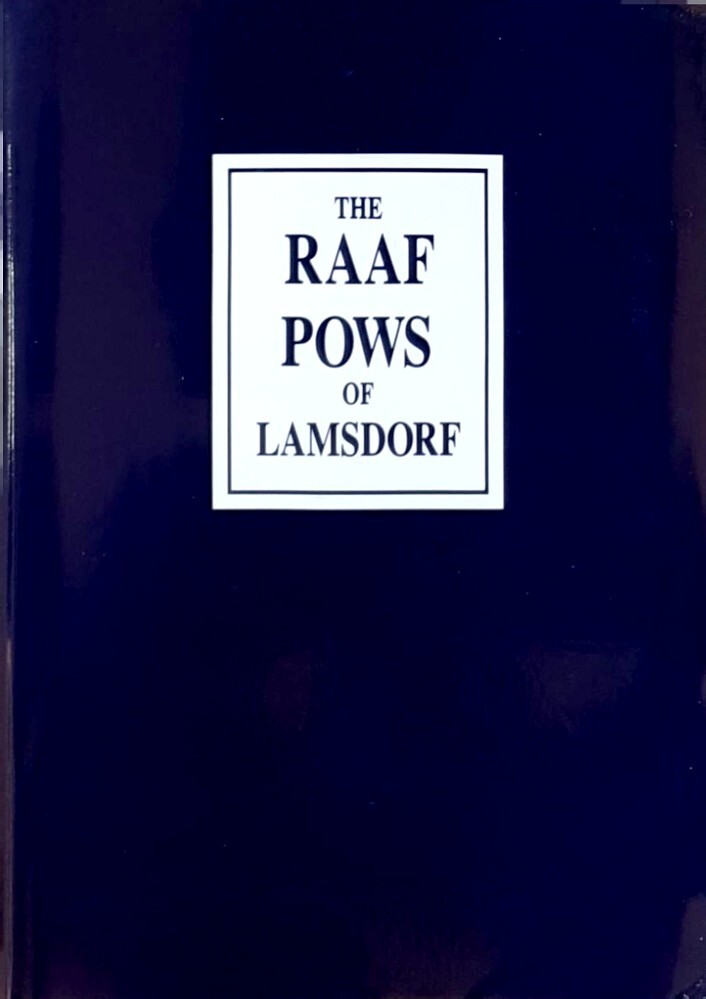 THE
RAAF
POWS
OF
LAMSDORF